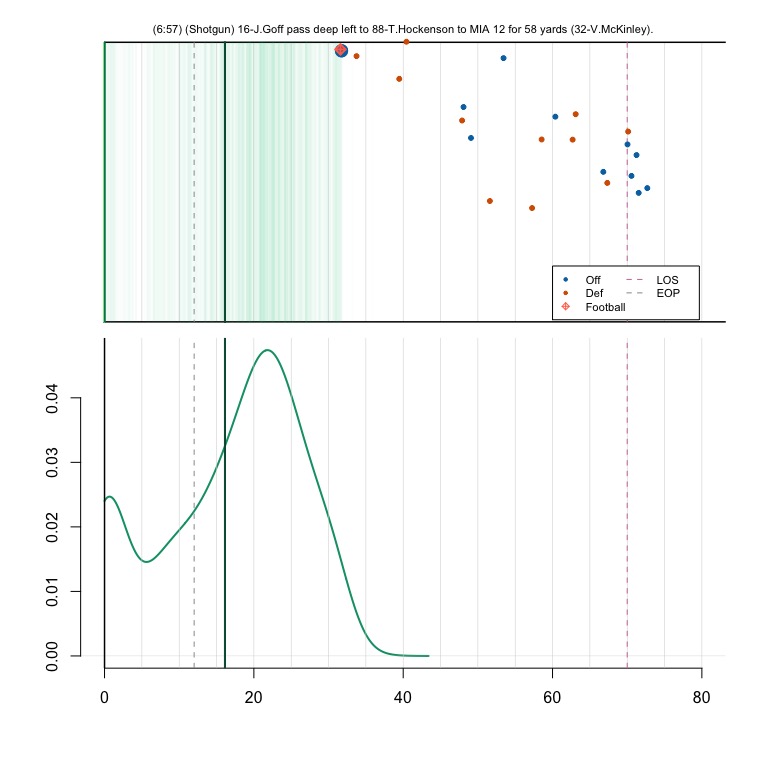 (6:57) (Shotgun) 16-J.Goff pass deep left to 88-T.Hockenson to MIA 12 for 58 yards (32-V.McKinley).
Off LOS
Def EOP
Football
0.04
0.03
0.02
0.01
0.00
0 20 40 60 80